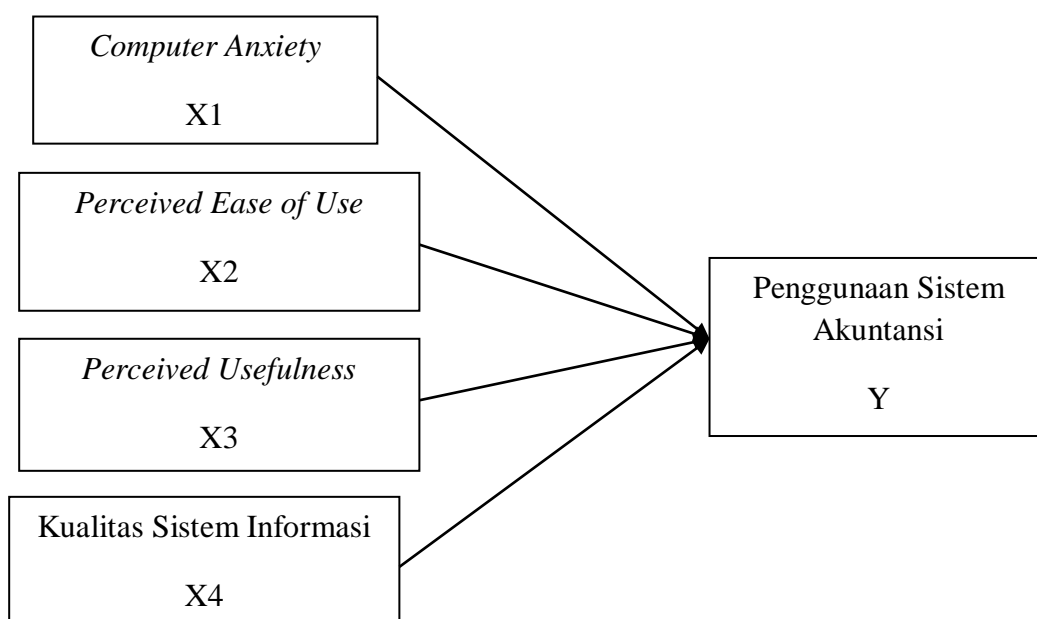 Computer Anxiety
X1
Perceived Ease of Use
X2
Perceived Usefulness
X3
Kualitas Sistem Informasi
X4
Penggunaan Sistem
Akuntansi
Y